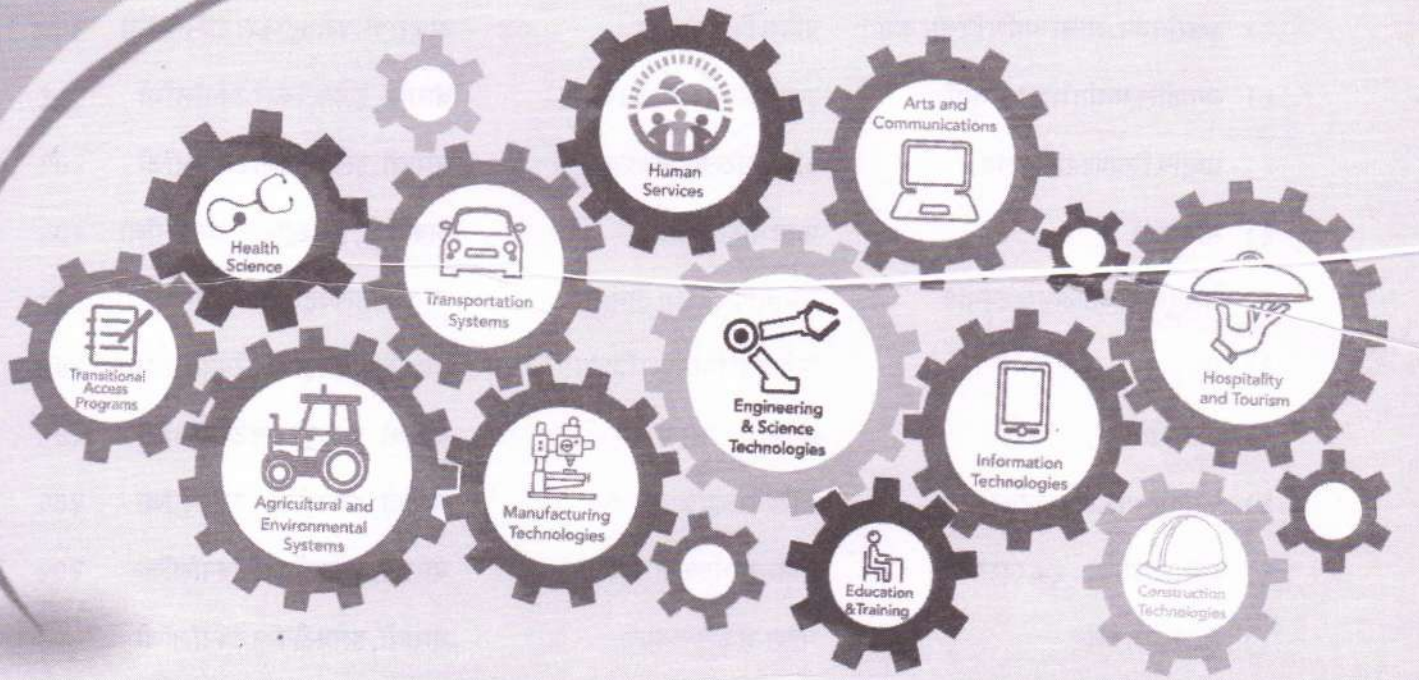 Human
Services
Arts and
Communications
Health
Science
Transportation
Systems
Transitional
Access
Programs
Engineering
& Science
Technologies
Hospitality
and Tourism
Agricultural and
Environmental
Systems
Manufacturing
Technologies
Information
Technologies
Education
& Training
Construction
Technologies